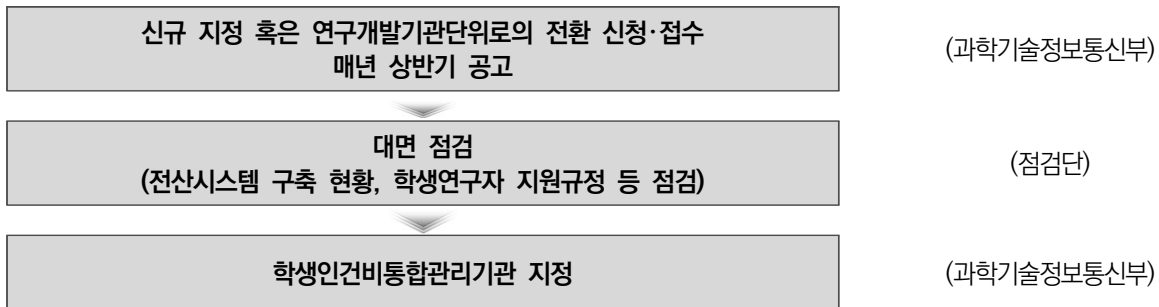 신규 지정 혹은 연구개발기관단위로의 전환 신청·접수
매년 상반기 공고
(과학기술정보통신부)
대면 점검
(전산시스템 구축 현황, 학생연구자 지원규정 등 점검)
(점검단)
학생인건비통합관리기관 지정
(과학기술정보통신부)